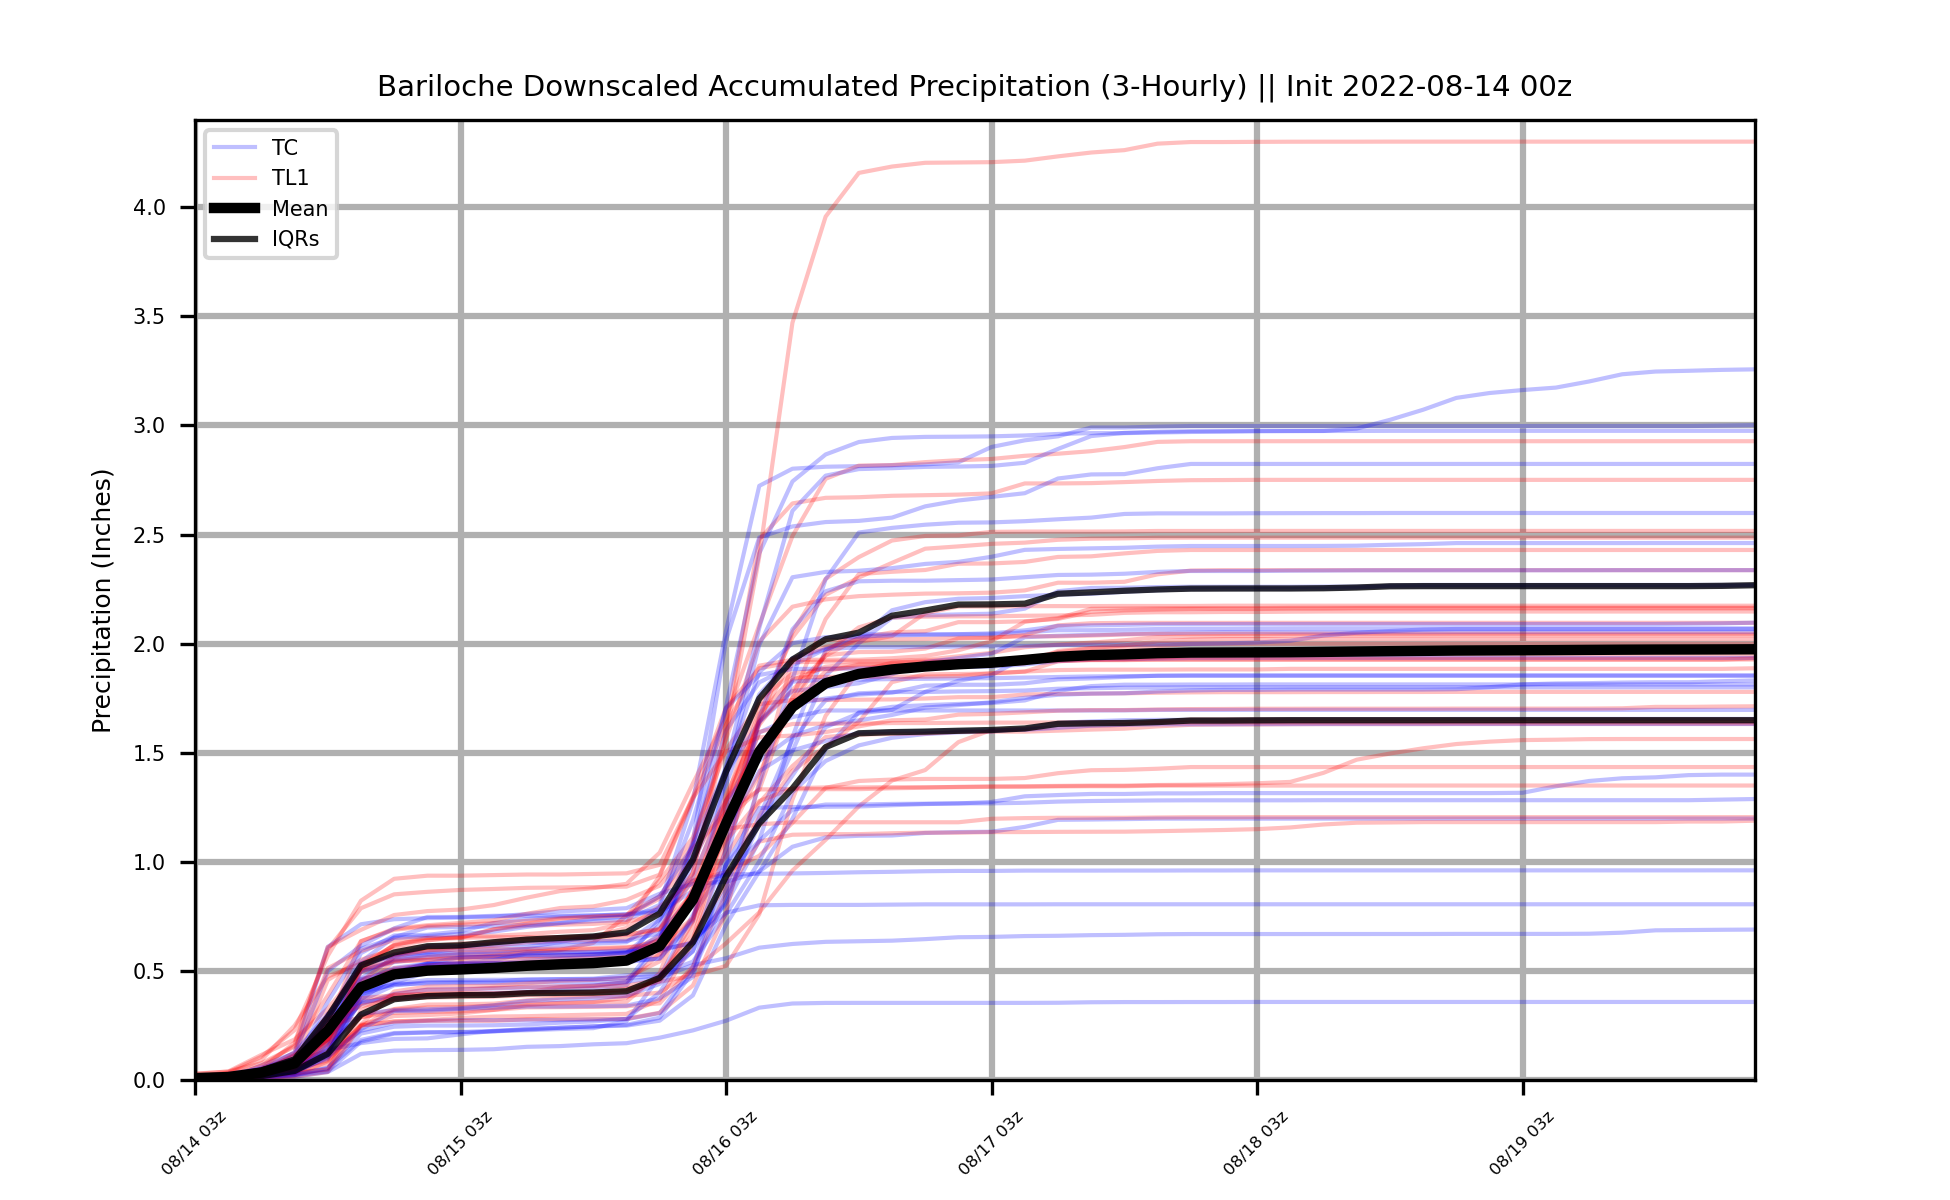 Bariloche Downscaled Accumulated Precipitation (3-Hourly) || Init 2022-08-14 00z
TC
TL1
Mean
IQRs
Precipitation (Inches)
4.0
3.5
3.0
2.5
2.0
1.5
1.0
0.5
0.0
08/14 03z
08/15 03z
08/16 03z
08/17 03z
08/18 03z
08/19 03z